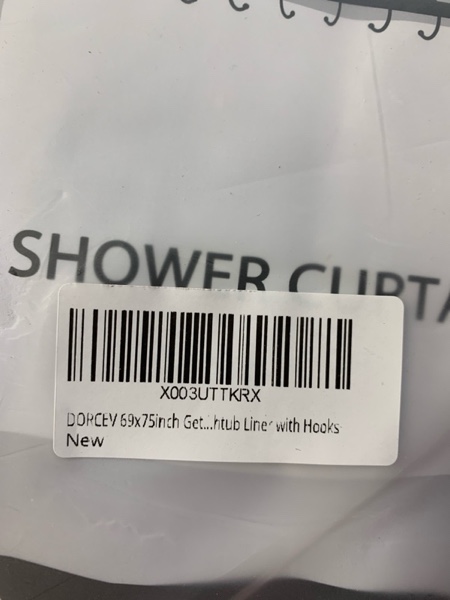 SHOWER CURTA
X003UTTKRX
DORCEV 69x75inch Get...htub Liner with Hooks
New